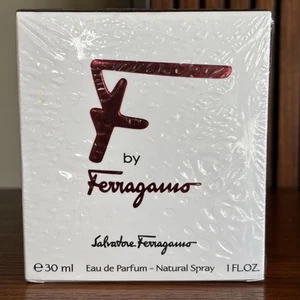 F
by
Ferragamo
Salvatore Ferragamo
℮30 ml Eau de Parfum – Natural Spray 1 FL.OZ.